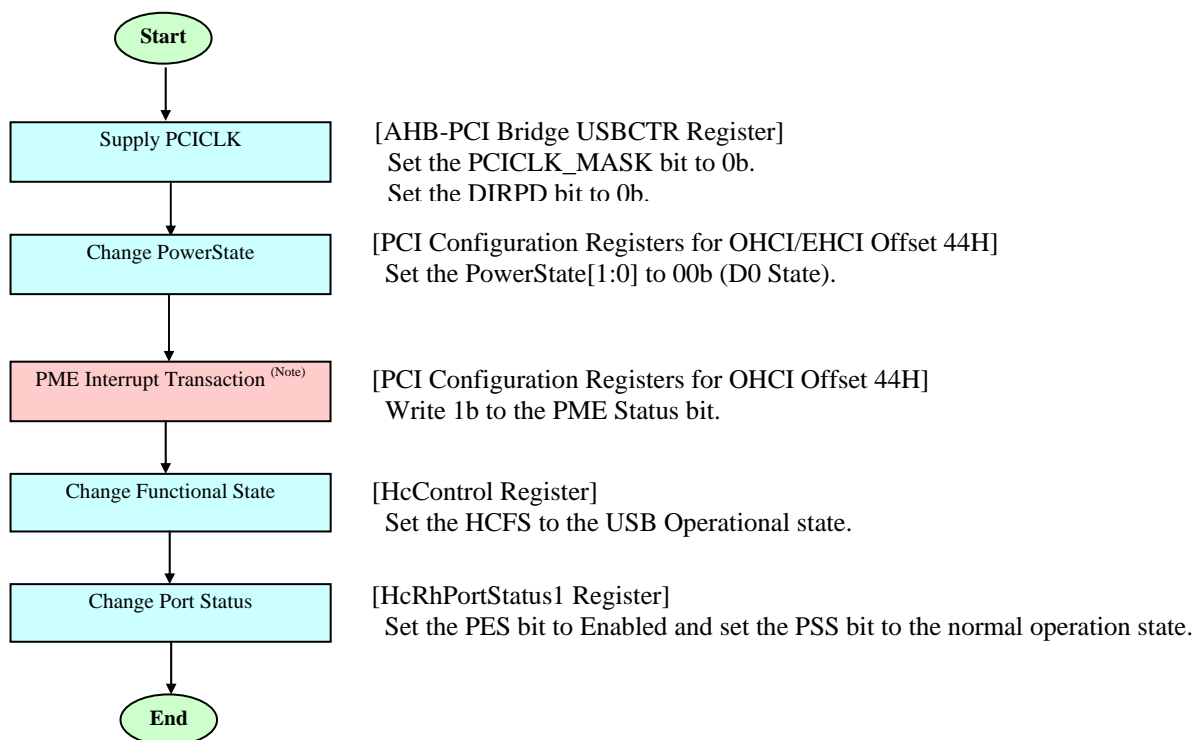 Start
Supply PCICLK
[AHB-PCI Bridge USBCTR Register]
Set the PCICLK_MASK bit to 0b.
Set the DIRPD bit to 0b.
Change PowerState
[PCI Configuration Registers for OHCI/EHCI Offset 44H]
Set the PowerState[1:0] to 00b (D0 State).
PME Interrupt Transaction (Note)
[PCI Configuration Registers for OHCI Offset 44H]
Write 1b to the PME Status bit.
Change Functional State
[HcControl Register]
Set the HCFS to the USB Operational state.
Change Port Status
[HcRhPortStatus1 Register]
Set the PES bit to Enabled and set the PSS bit to the normal operation state.
End